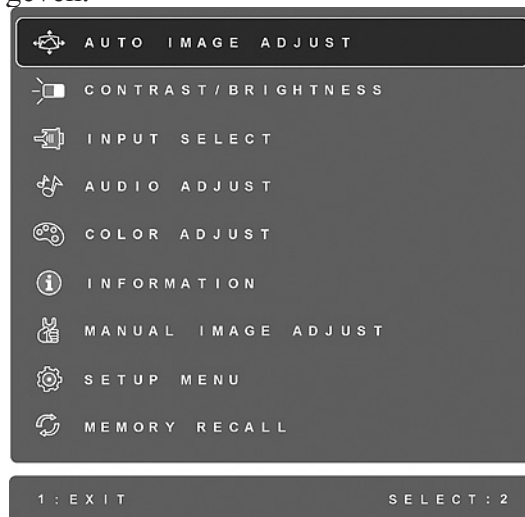 geven.
AUTO IMAGE ADJUST
CONTRAST/BRIGHTNESS
INPUT SELECT
AUDIO ADJUST
COLOR ADJUST
INFORMATION
MANUAL IMAGE ADJUST
SETUP MENU
MEMORY RECALL
1:EXIT SELECT:2